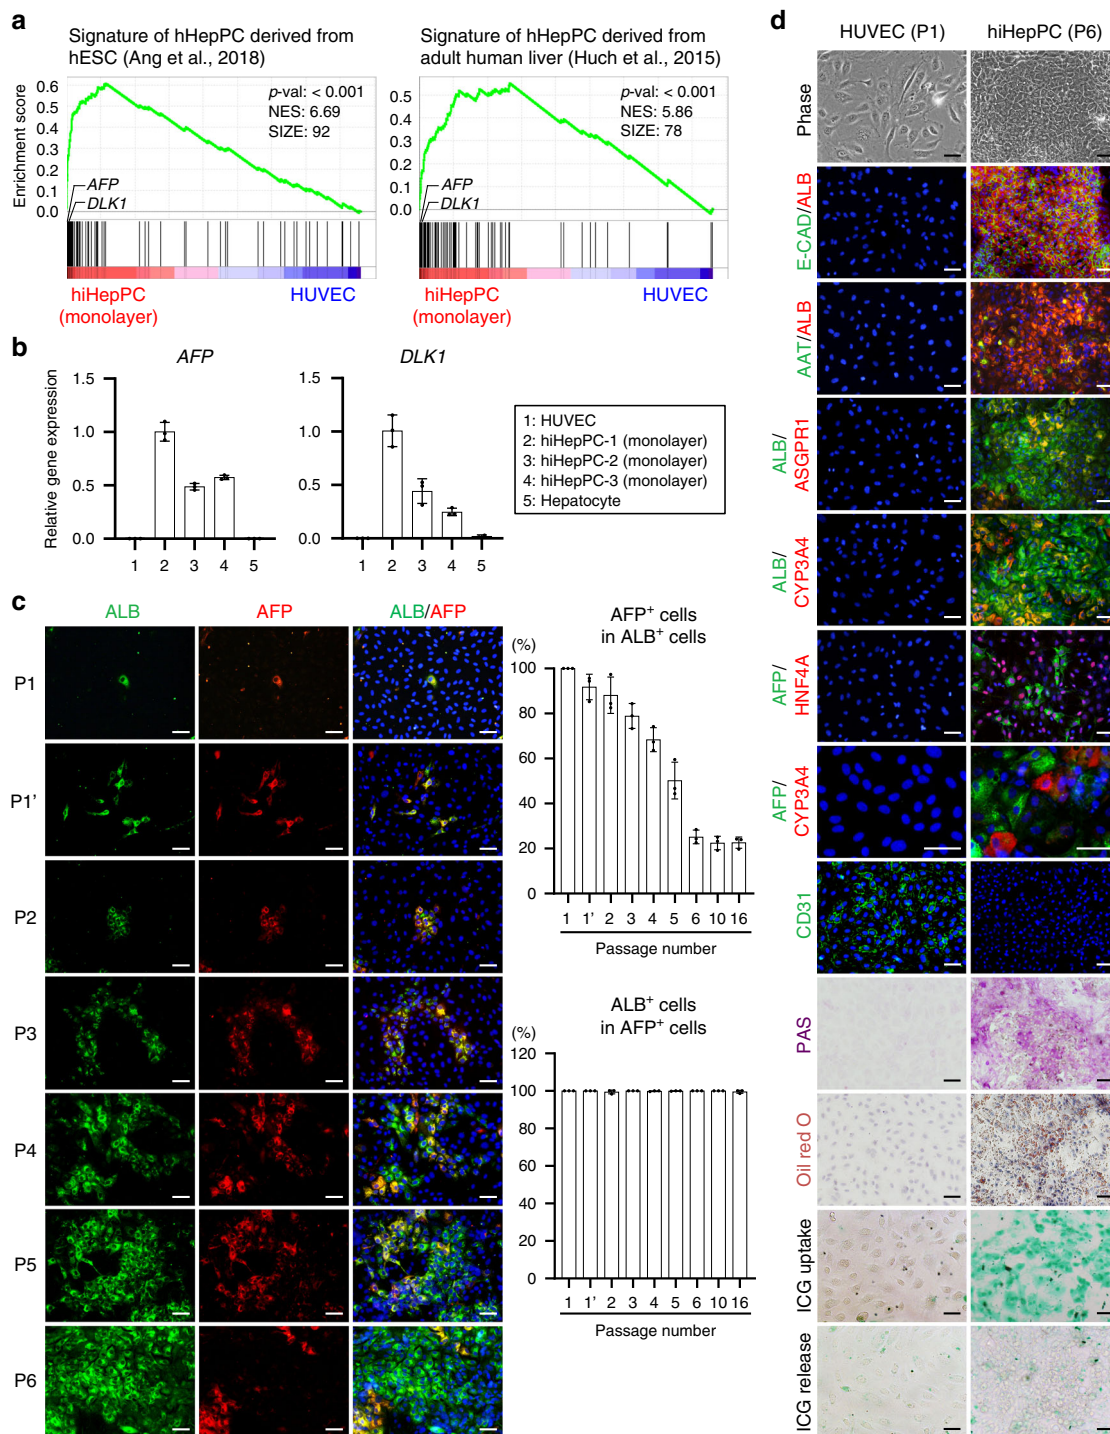 a
Signature of hHepPC derived from
hESC (Ang et al., 2018)
Enrichment score
0.6
0.5
0.4
0.3
0.2
0.1
0.0
p-val: < 0.001
NES: 6.69
SIZE: 92
AFP
DLK1
hiHepPC
(monolayer)
HUVEC
Signature of hHepPC derived from
adult human liver (Huch et al., 2015)
0.5
0.4
0.3
0.2
0.1
0.0
p-val: < 0.001
NES: 5.86
SIZE: 78
AFP
DLK1
hiHepPC
(monolayer)
HUVEC
b
Relative gene expression
AFP
1.5
1.0
0.5
0.0
1 2 3 4 5
DLK1
1.5
1.0
0.5
0.0
1 2 3 4 5
1: HUVEC
2: hiHepPC-1 (monolayer)
3: hiHepPC-2 (monolayer)
4: hiHepPC-3 (monolayer)
5: Hepatocyte
c
ALB AFP ALB/AFP
P1
P1'
P2
P3
P4
P5
P6
AFP+ cells
in ALB+ cells
(%)
100
80
60
40
20
0
1 1' 2 3 4 5 6 10 16
Passage number
ALB+ cells
in AFP+ cells
(%)
120
100
80
60
40
20
0
1 1' 2 3 4 5 6 10 16
Passage number
d
HUVEC (P1) hiHepPC (P6)
Phase
E-CAD/ALB
AAT/ALB
ALB/
ASGPR1
ALB/
CYP3A4
AFP/
HNF4A
AFP/
CYP3A4
CD31
PAS
Oil red O
ICG uptake
ICG release